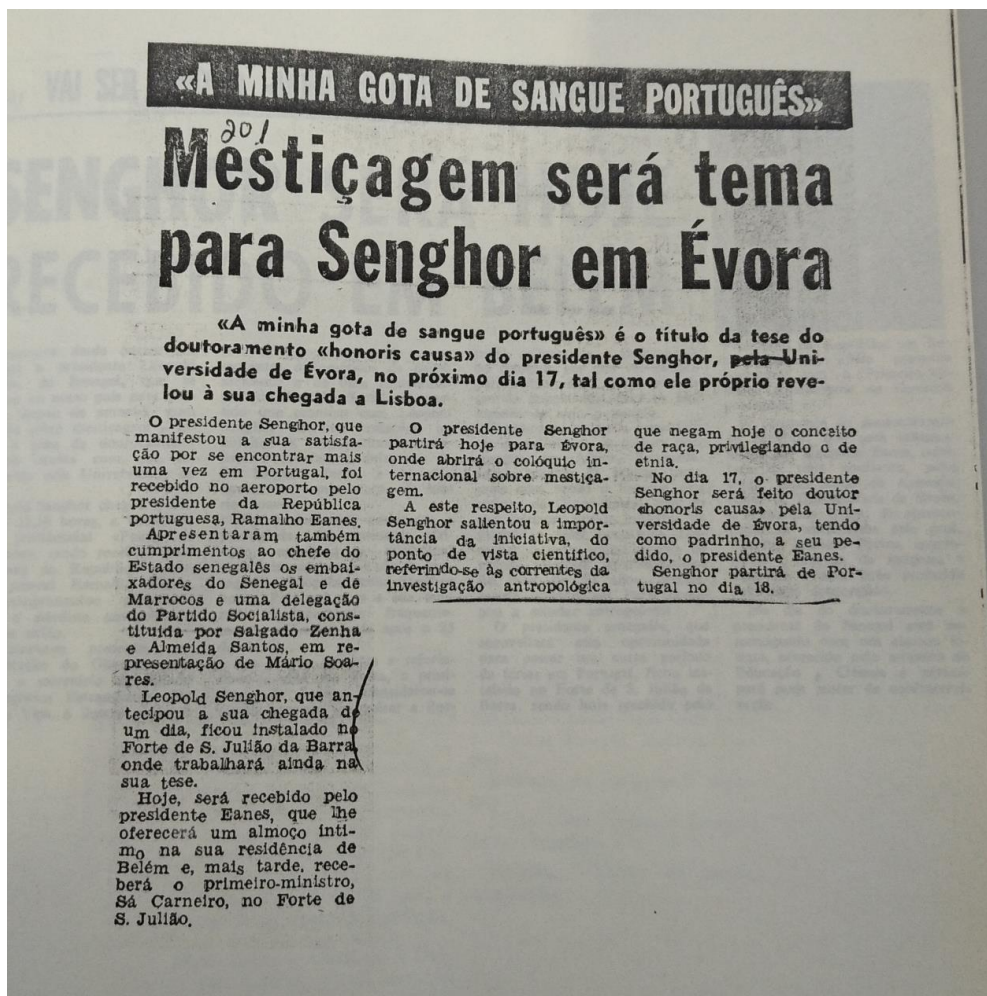 «A MINHA GOTA DE SANGUE PORTUGUÊS»
201
Mestiçagem será tema
para Senghor em Évora
«A minha gota de sangue português» é o título da tese do
doutoramento «honoris causa» do presidente Senghor, pela Uni-
versidade de Évora, no próximo dia 17, tal como ele próprio reve-
lou à sua chegada a Lisboa.
O presidente Senghor, que
manifestou a sua satisfa-
ção por se encontrar mais
uma vez em Portugal, foi
recebido no aeroporto pelo
presidente da República
portuguesa, Ramalho Eanes.
Apresentaram também
cumprimentos ao chefe do
Estado senegalês os embai-
xadores do Senegal e de
Marrocos e uma delegação
do Partido Socialista, cons-
tituída por Salgado Zenha
e Almeida Santos, em re-
presentação de Mário Soa-
res.
Leopold Senghor, que an-
tecipou a sua chegada de
um dia, ficou instalado no
Forte de S. Julião da Barra,
onde trabalhará ainda na
sua tese.
Hoje, será recebido pelo
presidente Eanes, que lhe
oferecerá um almoço ínti-
mo na sua residência de
Belém e, mais tarde, rece-
berá o primeiro-ministro,
Sá Carneiro, no Forte de
S. Julião.
O presidente Senghor
partirá hoje para Évora,
onde abrirá o colóquio in-
ternacional sobre mestiça-
gem.
A este respeito, Leopold
Senghor salientou a impor-
tância da iniciativa, do
ponto de vista científico,
referindo-se às correntes da
investigação antropológica
que negam hoje o conceito
de raça, privilegiando o de
etnia.
No dia 17, o presidente
Senghor será feito doutor
«honoris causa» pela Uni-
versidade de Évora, tendo
como padrinho, a seu pe-
dido, o presidente Eanes.
Senghor partirá de Por-
tugal no dia 18.
VAI SER
SENGHOR
RECEBIDO EM BELÉM